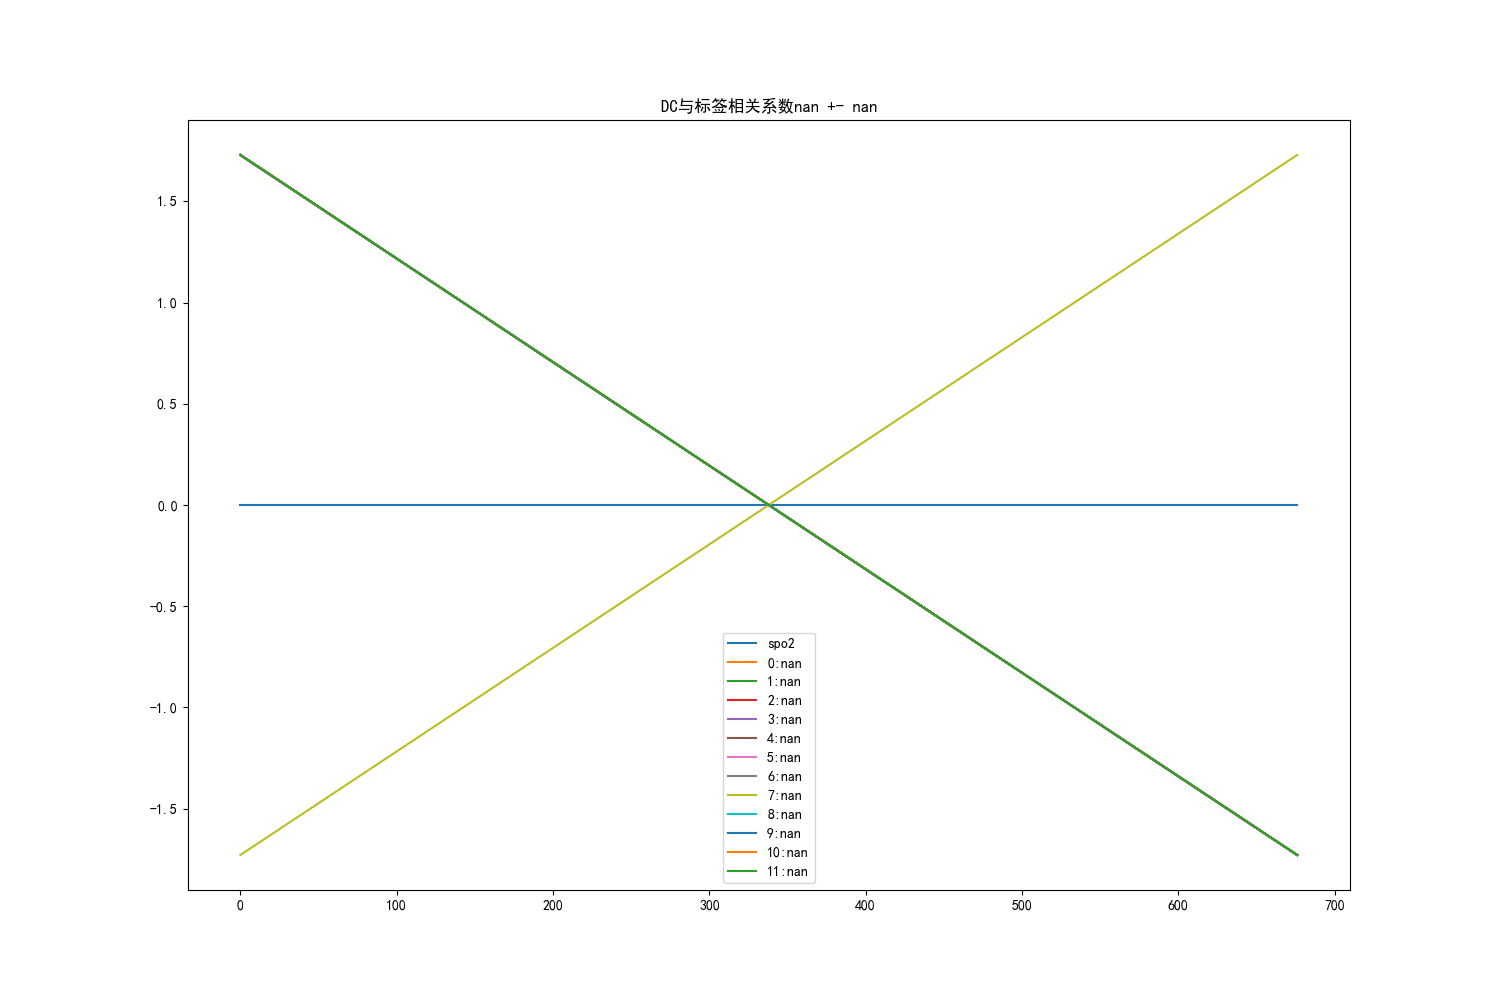 DC与标签相关系数nan +- nan
1.5
1.0
0.5
0.0
-0.5
-1.0
-1.5
spo2
0:nan
1:nan
2:nan
3:nan
4:nan
5:nan
6:nan
7:nan
8:nan
9:nan
10:nan
11:nan
0 100 200 300 400 500 600 700